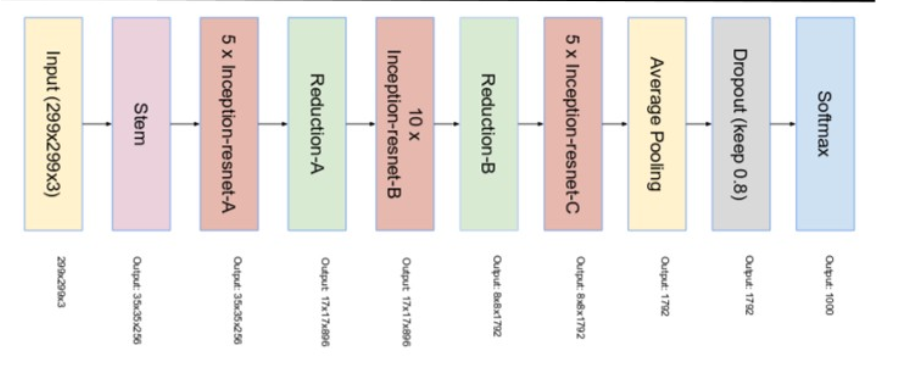 Input (299x299x3)
Stem
5 x Inception-resnet-A
Reduction-A
10 x
Inception-resnet-B
Reduction-B
5 x Inception-resnet-C
Average Pooling
Dropout (keep 0.8)
Softmax
299x299x3
Output: 35x35x256
Output: 35x35x256
Output: 17x17x896
Output: 17x17x896
Output: 8x8x1792
Output: 8x8x1792
Output: 1792
Output: 1792
Output: 1000